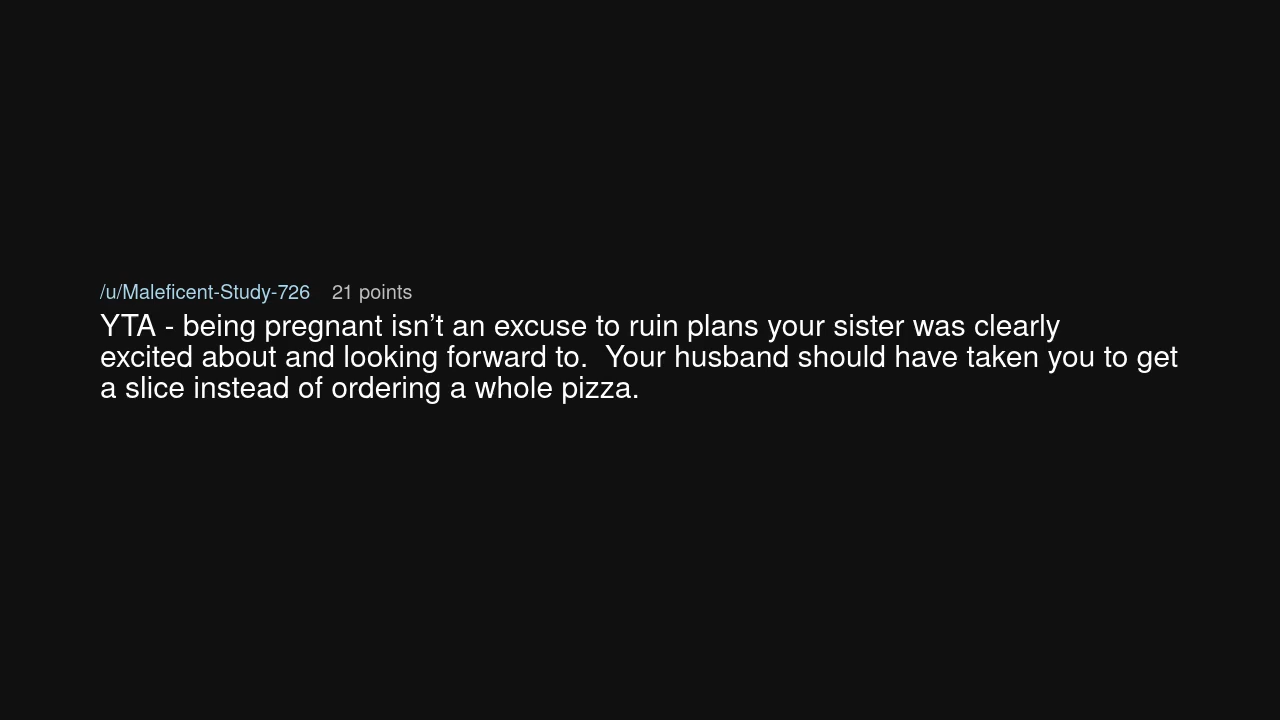 /u/Maleficent-Study-726 21 points
YTA - being pregnant isn’t an excuse to ruin plans your sister was clearly
excited about and looking forward to.  Your husband should have taken you to get
a slice instead of ordering a whole pizza.